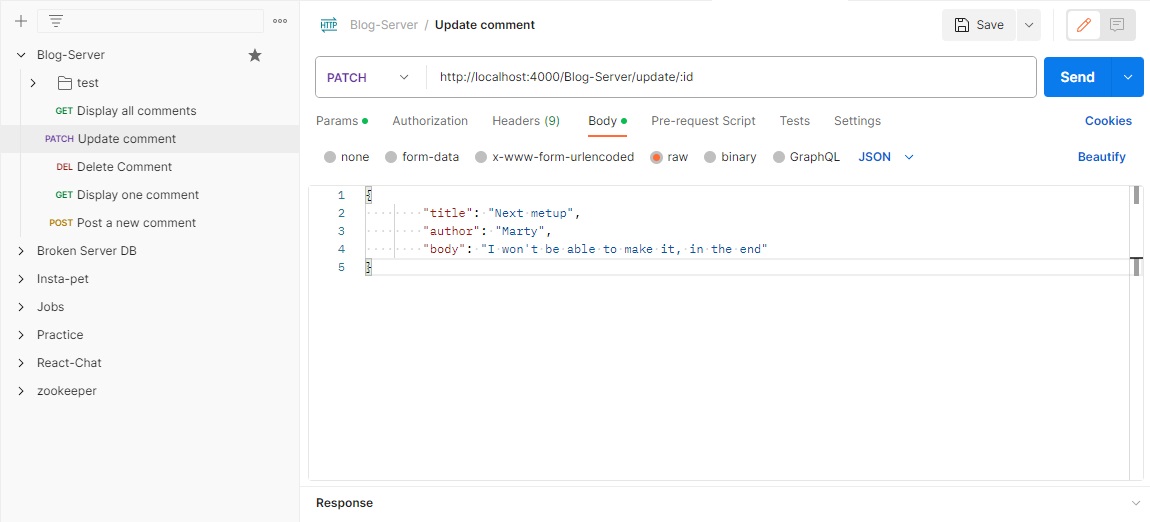 HTTP Blog-Server / Update comment
Save
Blog-Server
test
GET Display all comments
PATCH Update comment
DEL Delete Comment
GET Display one comment
POST Post a new comment
Broken Server DB
Insta-pet
Jobs
Practice
React-Chat
zookeeper
PATCH http://localhost:4000/Blog-Server/update/:id
Send
Params Authorization Headers (9) Body Pre-request Script Tests Settings Cookies
none form-data x-www-form-urlencoded raw binary GraphQL JSON Beautify
1 {
2 "title": "Next metup",
3 "author": "Marty",
4 "body": "I won't be able to make it, in the end"
5 }
Response